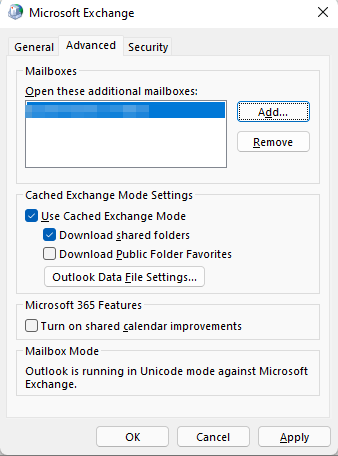 Microsoft Exchange
General Advanced Security
Mailboxes
Open these additional mailboxes:
Add...
Remove
Cached Exchange Mode Settings
Use Cached Exchange Mode
Download shared folders
Download Public Folder Favorites
Outlook Data File Settings...
Microsoft 365 Features
Turn on shared calendar improvements
Mailbox Mode
Outlook is running in Unicode mode against Microsoft
Exchange.
OK Cancel Apply